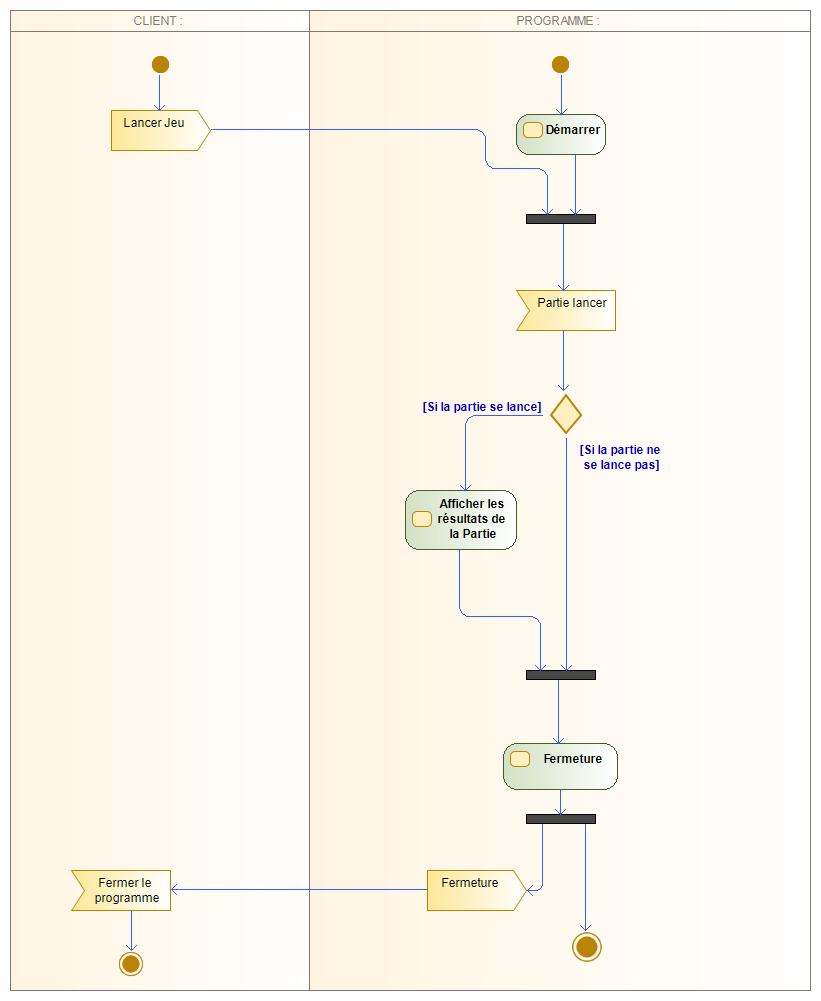 CLIENT :
PROGRAMME :
Lancer Jeu
Démarrer
Partie lancer
[Si la partie se lance]
[Si la partie ne
se lance pas]
Afficher les
résultats de
la Partie
Fermeture
Fermer le
programme
Fermeture